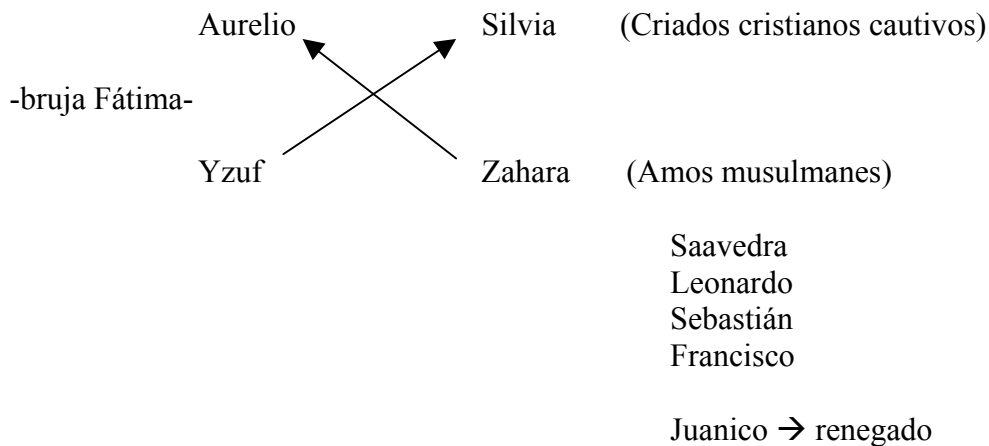 Aurelio Silvia (Criados cristianos cautivos)
-bruja Fátima-
Yzuf Zahara (Amos musulmanes)
Saavedra
Leonardo
Sebastián
Francisco
Juanico → renegado